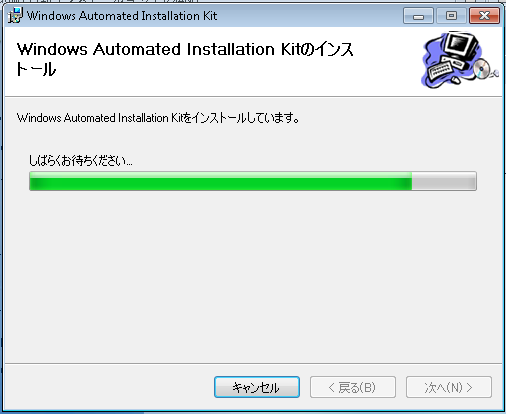 Windows Automated Installation Kit
Windows Automated Installation Kitのインス
トール
Windows Automated Installation Kitをインストールしています。
しばらくお待ちください...
キャンセル
< 戻る(B)
次へ(N) >